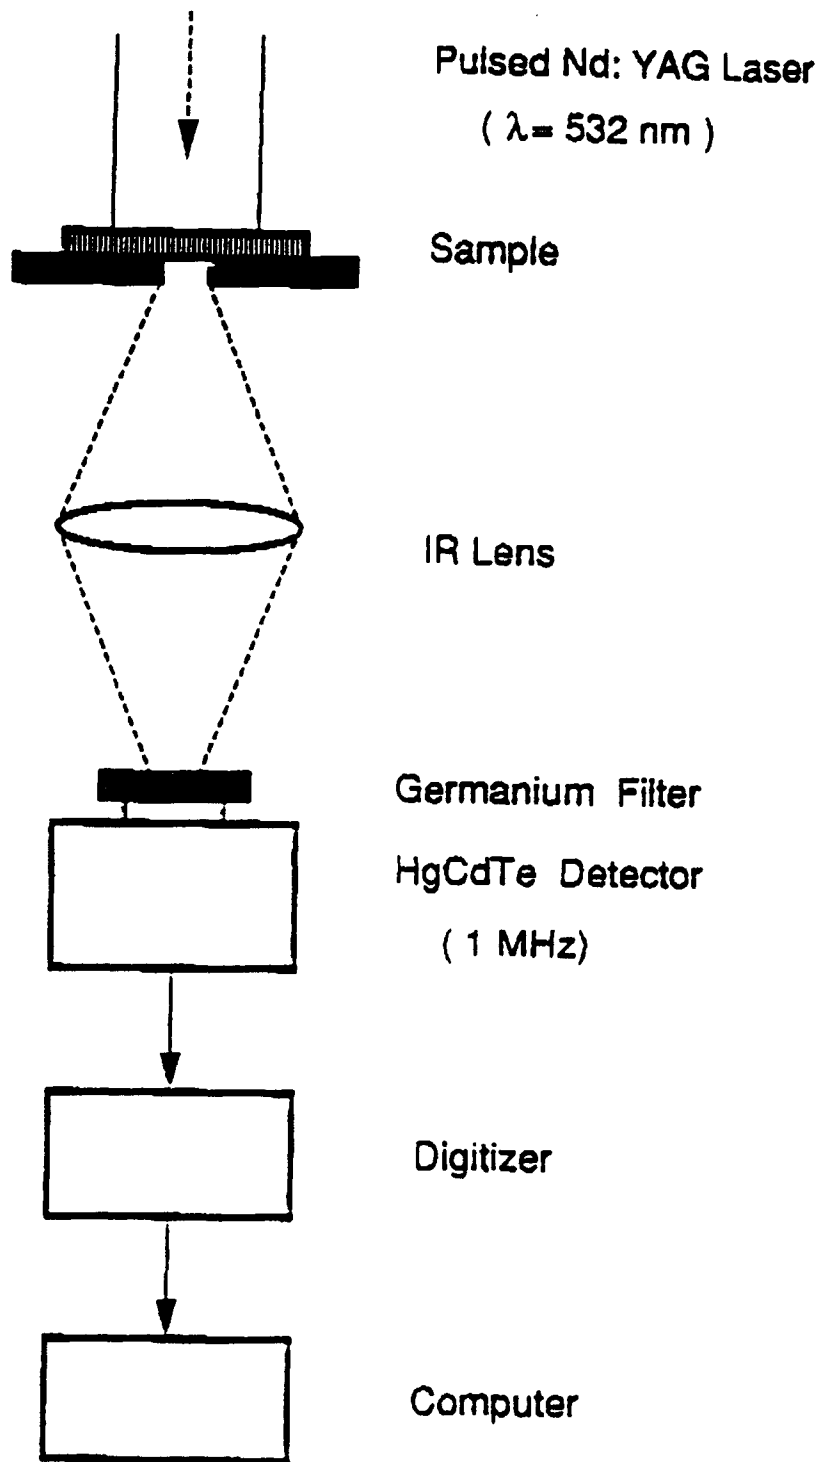 Pulsed Nd: YAG Laser
( λ= 532 nm )
Sample
IR Lens
Germanium Filter
HgCdTe Detector
( 1 MHz)
Digitizer
Computer